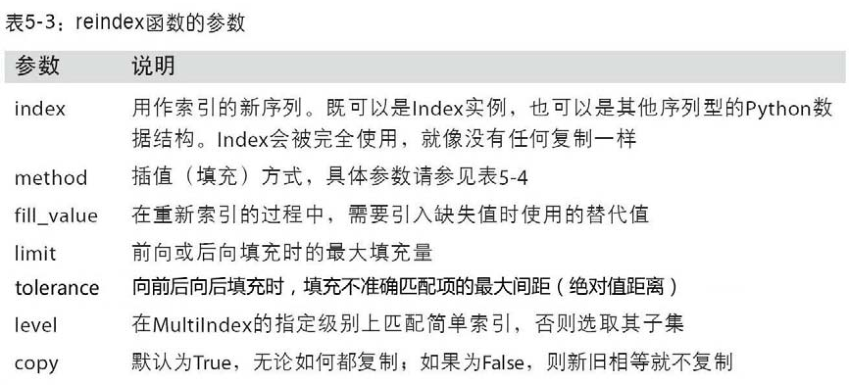 表5-3：reindex函数的参数
参数 说明
index 用作索引的新序列。既可以是Index实例，也可以是其他序列型的Python数
据结构。Index会被完全使用，就像没有任何复制一样
method 插值（填充）方式，具体参数请参见表5-4
fill_value 在重新索引的过程中，需要引入缺失值时使用的替代值
limit 前向或后向填充时的最大填充量
tolerance 向前后向后填充时，填充不准确匹配项的最大间距（绝对值距离）
level 在MultiIndex的指定级别上匹配简单索引，否则选取其子集
copy 默认为True，无论如何都复制；如果为False，则新旧相等就不复制